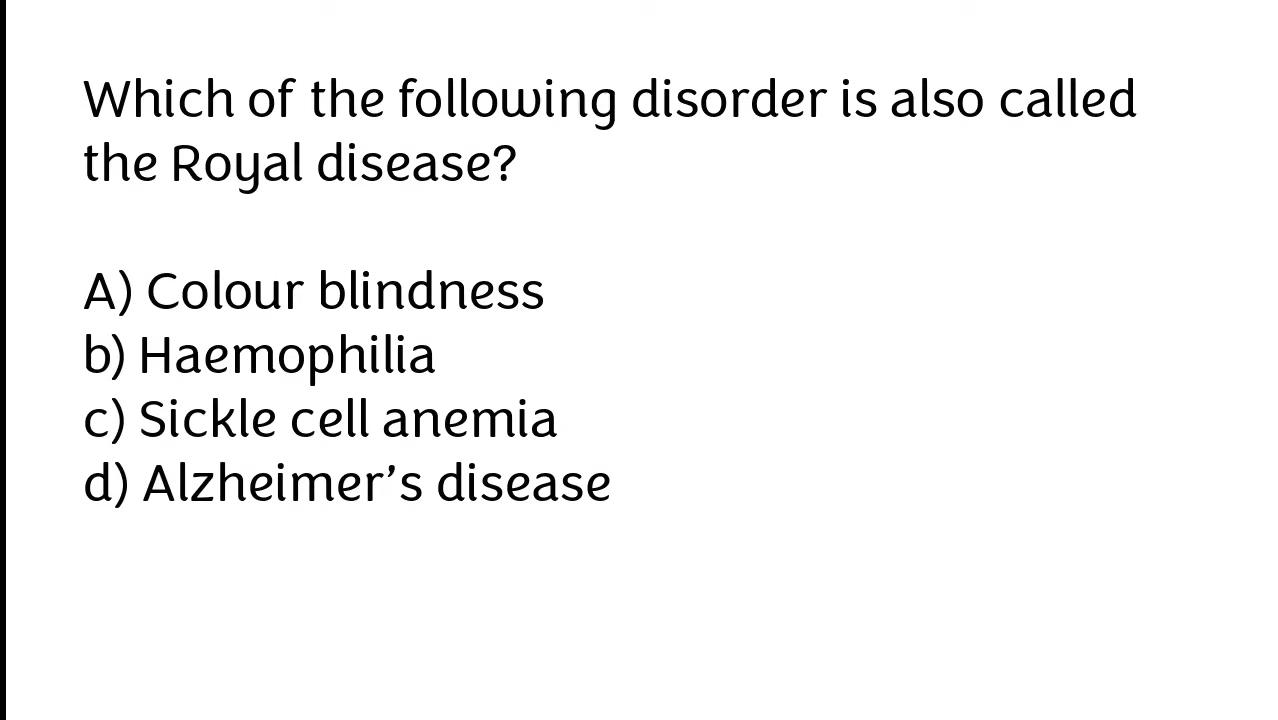 Which of the following disorder is also called
the Royal disease?
A) Colour blindness
b) Haemophilia
c) Sickle cell anemia
d) Alzheimer’s disease